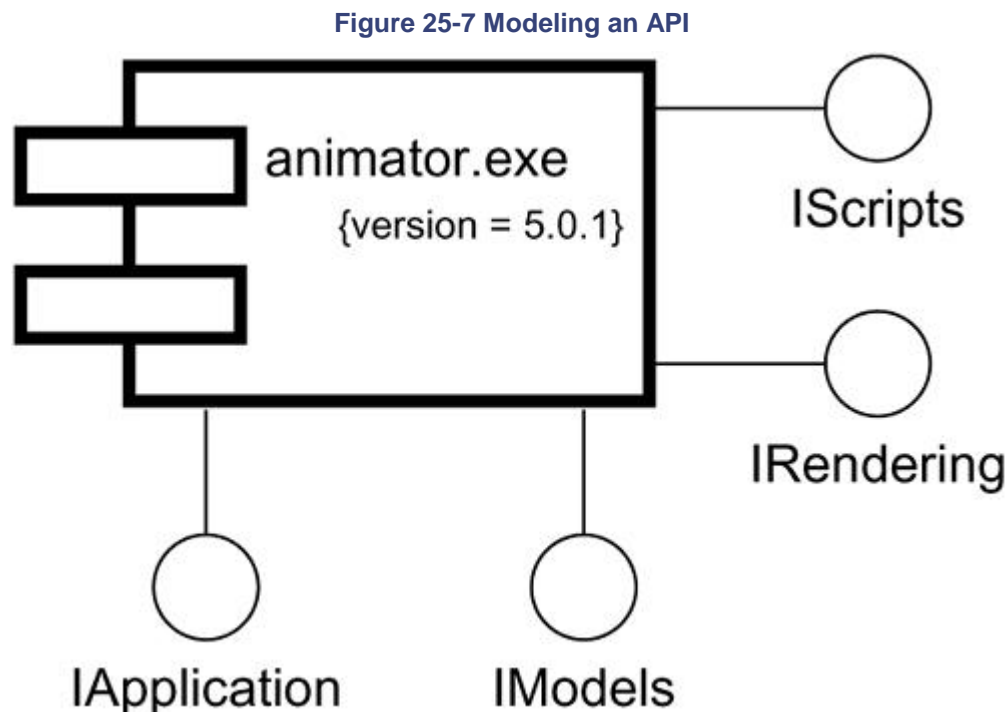 Figure 25-7 Modeling an API
animator.exe
{version = 5.0.1}
IScripts
IRendering
IApplication
IModels